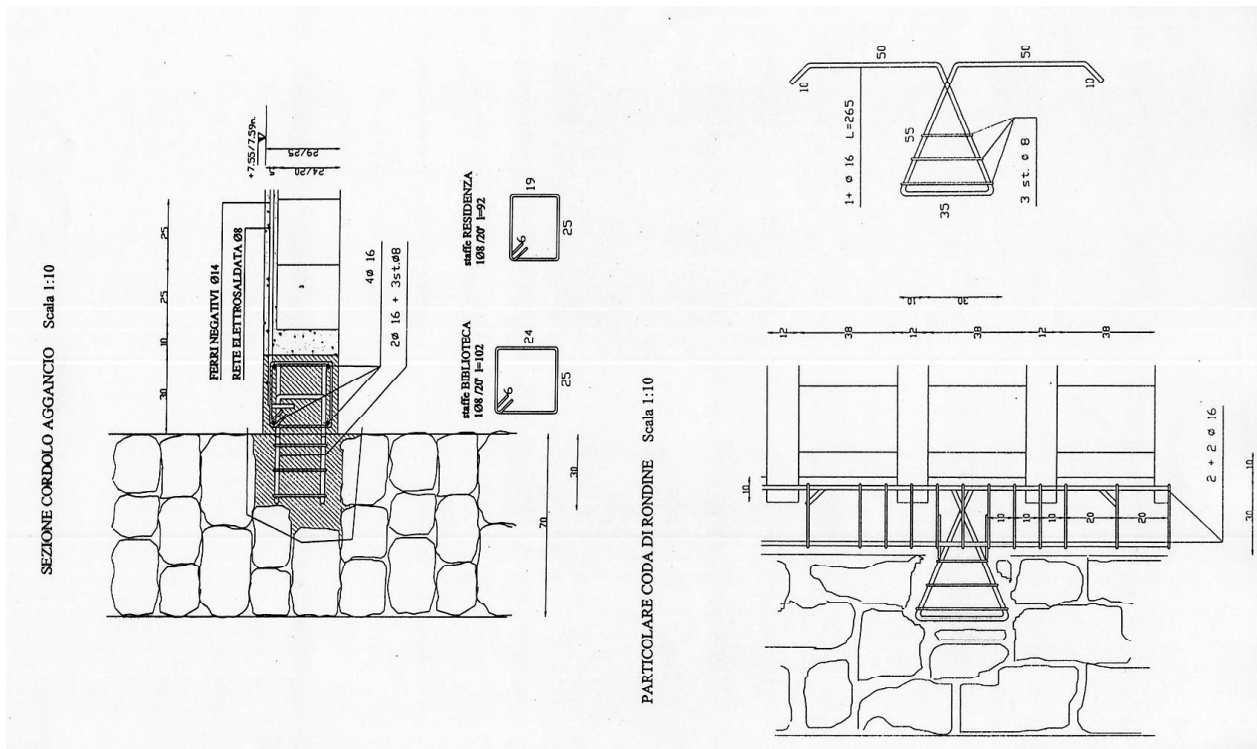 SEZIONE CORDOLO AGGANCIO Scala 1:10
+7.55/7.59m.
29/25
24/20
5
25
25
10
30
FERRI NEGATIVI Ø14
RETE ELETTROSALDATA Ø8
4ø 16
2ø 16 + 3st.ø8
30
70
staffe RESIDENZA
1Ø8 /20" l=92
19
6
25
staffe BIBLIOTECA
1Ø8 /20" l=102
24
6
25
PARTICOLARE CODA DI RONDINE Scala 1:10
50
50
10
10
55
1+ ø 16 L=265
35
3 st. ø 8
10
30
12
38
12
38
12
38
10
10
10
10
20
20
2 + 2 ø 16
10
30